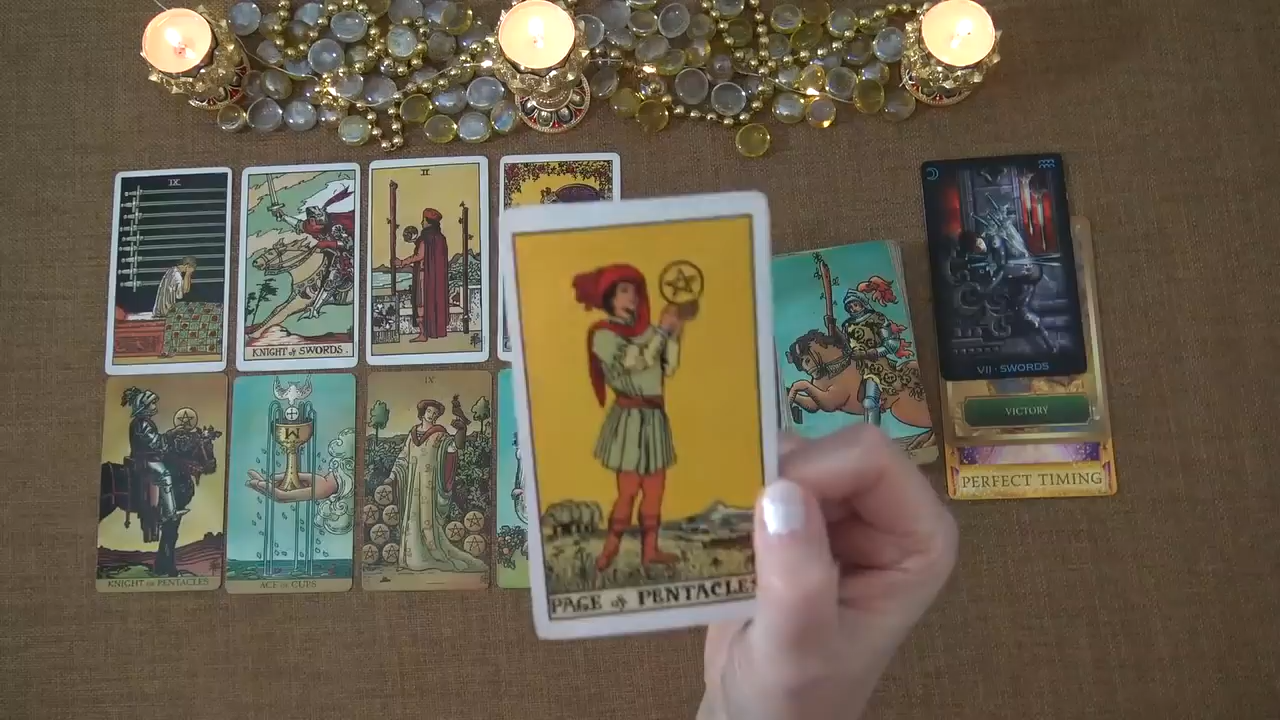 IX
KNIGHT of SWORDS.
II
VII · SWORDS
VICTORY
PERFECT TIMING
KNIGHT OF PENTACLES
ACE OF CUPS
IX
PAGE of PENTACLES